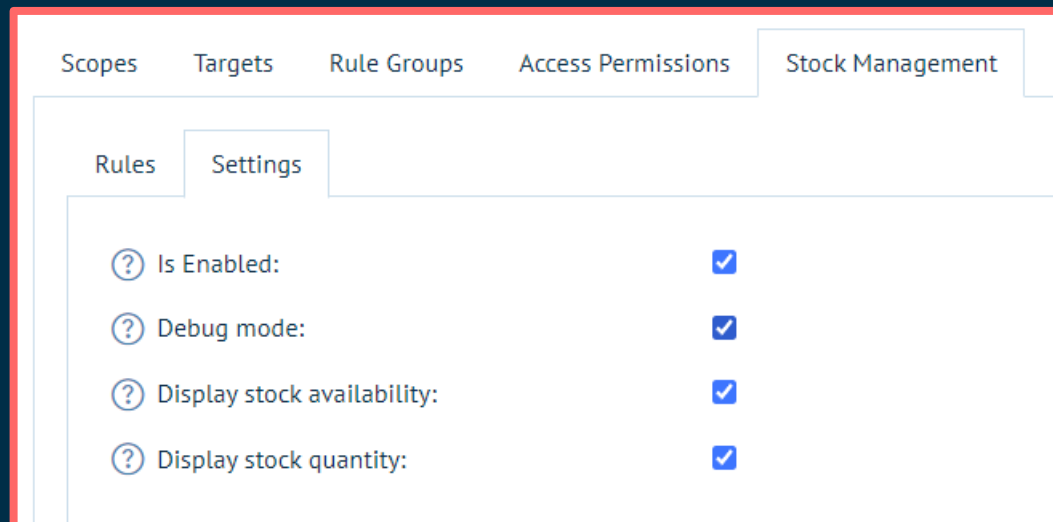 Scopes Targets Rule Groups Access Permissions Stock Management
Rules Settings
? Is Enabled:
? Debug mode:
? Display stock availability:
? Display stock quantity: